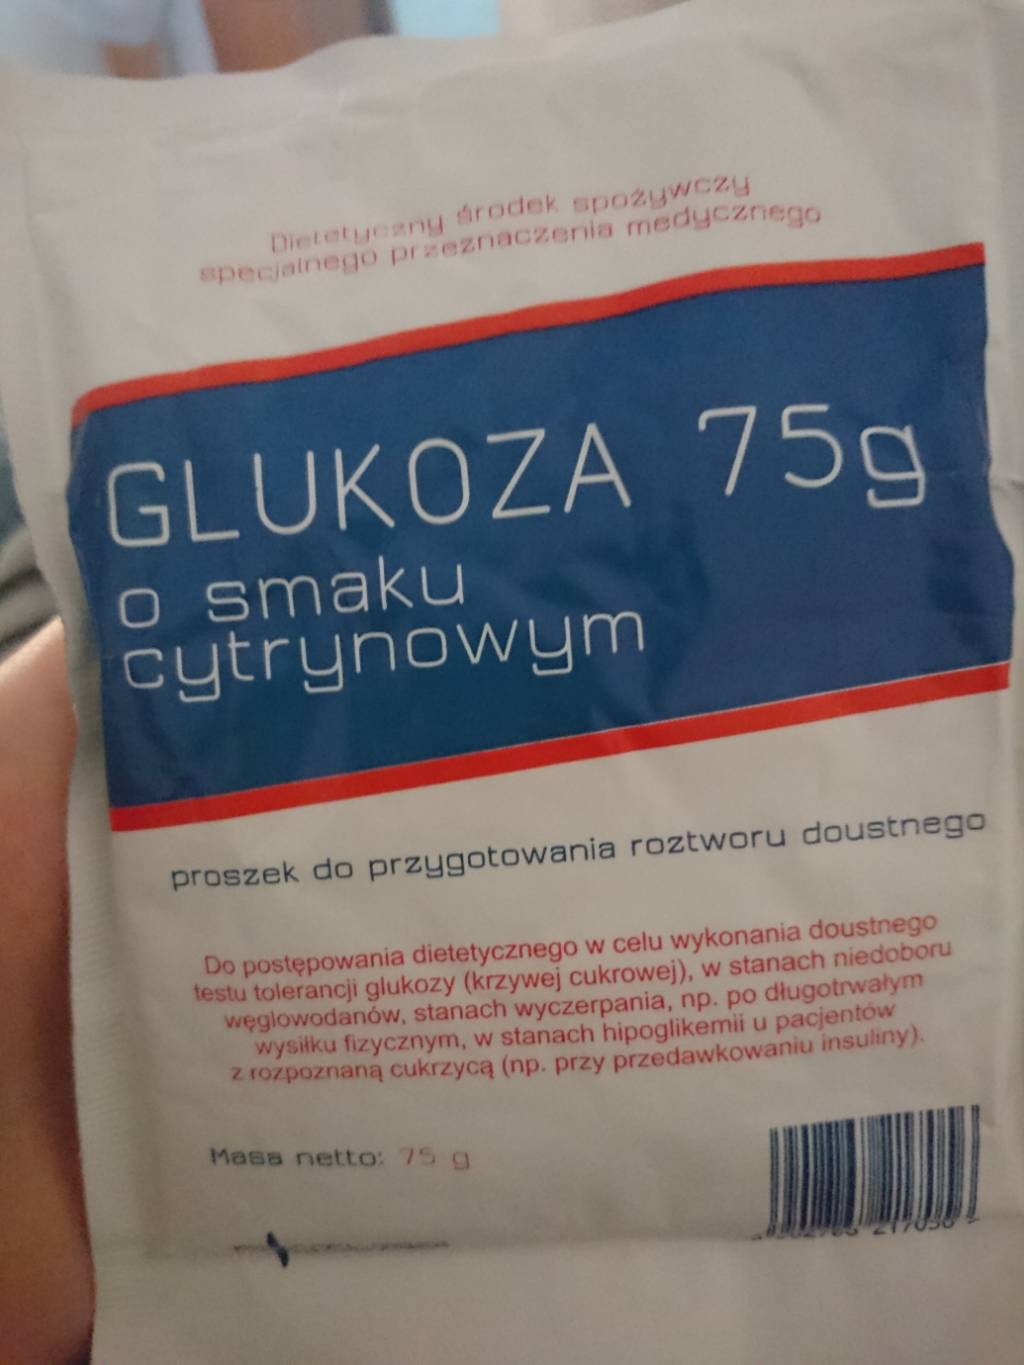 Dietetyczny środek spożywczy
specjalnego przeznaczenia medycznego
GLUKOZA 75g
o smaku
cytrynowym
proszek do przygotowania roztworu doustnego
Do postępowania dietetycznego w celu wykonania doustnego
testu tolerancji glukozy (krzywej cukrowej), w stanach niedoboru
węglowodanów, stanach wyczerpania, np. po długotrwałym
wysiłku fizycznym, w stanach hipoglikemii u pacjentów
z rozpoznaną cukrzycą (np. przy przedawkowaniu insuliny).
Masa netto: 75 g